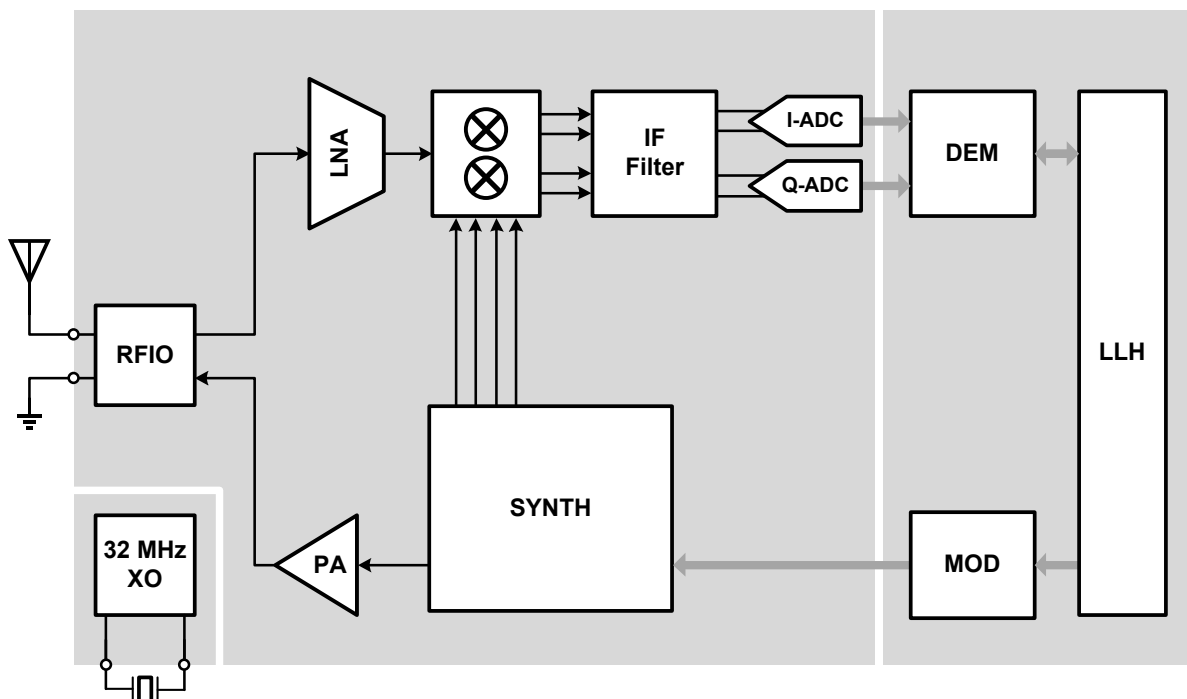 LNA
IF
Filter
I-ADC
Q-ADC
DEM
RFIO
LLH
SYNTH
32 MHz
XO
PA
MOD